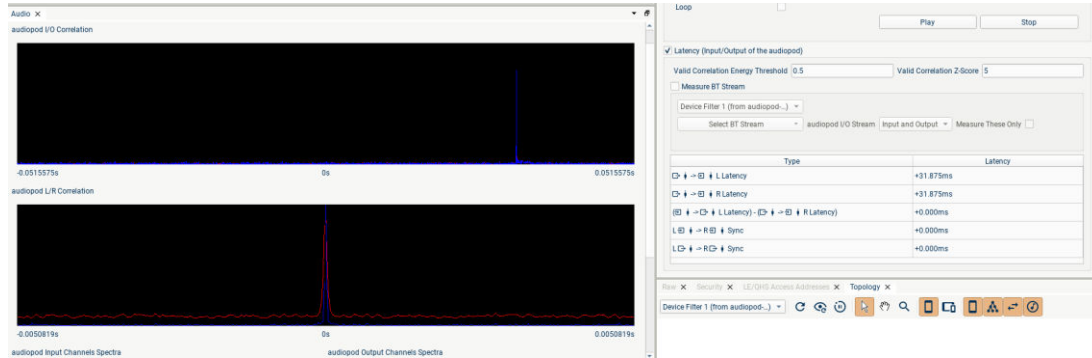 Audio
audiopod I/O Correlation
-0.0515575s 0s 0.0515575s
audiopod L/R Correlation
-0.0050819s 0s 0.0050819s
audiopod Input Channels Spectra audiopod Output Channels Spectra
Loop
Play Stop
Latency (Input/Output of the audiopod)
Valid Correlation Energy Threshold 0.5 Valid Correlation Z-Score 5
Measure BT Stream
Device Filter 1 (from audiopod-...)
Select BT Stream audiopod I/O Stream Input and Output Measure These Only
Type Latency
-> L Latency +31.875ms
-> R Latency +31.875ms
( -> L Latency) - ( -> R Latency) +0.000ms
L -> R Sync +0.000ms
L -> R Sync +0.000ms
Raw Security LE/QHS Access Addresses Topology
Device Filter 1 (from audiopod-...)